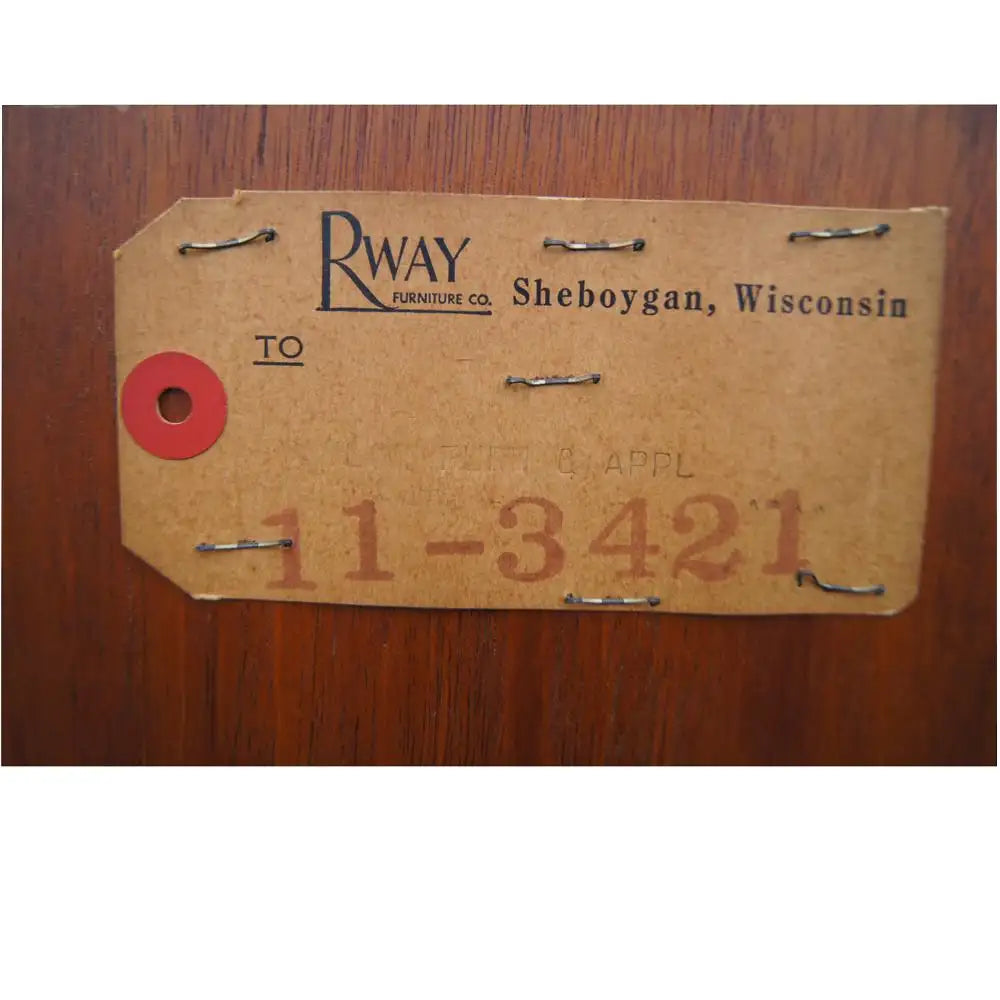 RWAY
FURNITURE CO.
Sheboygan, Wisconsin
TO
& APPL
11-3421